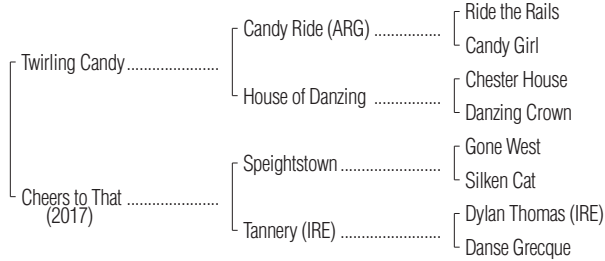 Ride the Rails
Candy Ride (ARG) ................
Candy Girl
Twirling Candy ......................
Chester House
House of Danzing ................
Danzing Crown
Gone West
Speightstown ........................
Silken Cat
Cheers to That ......................
(2017)
Dylan Thomas (IRE)
Tannery (IRE) ........................
Danse Grecque